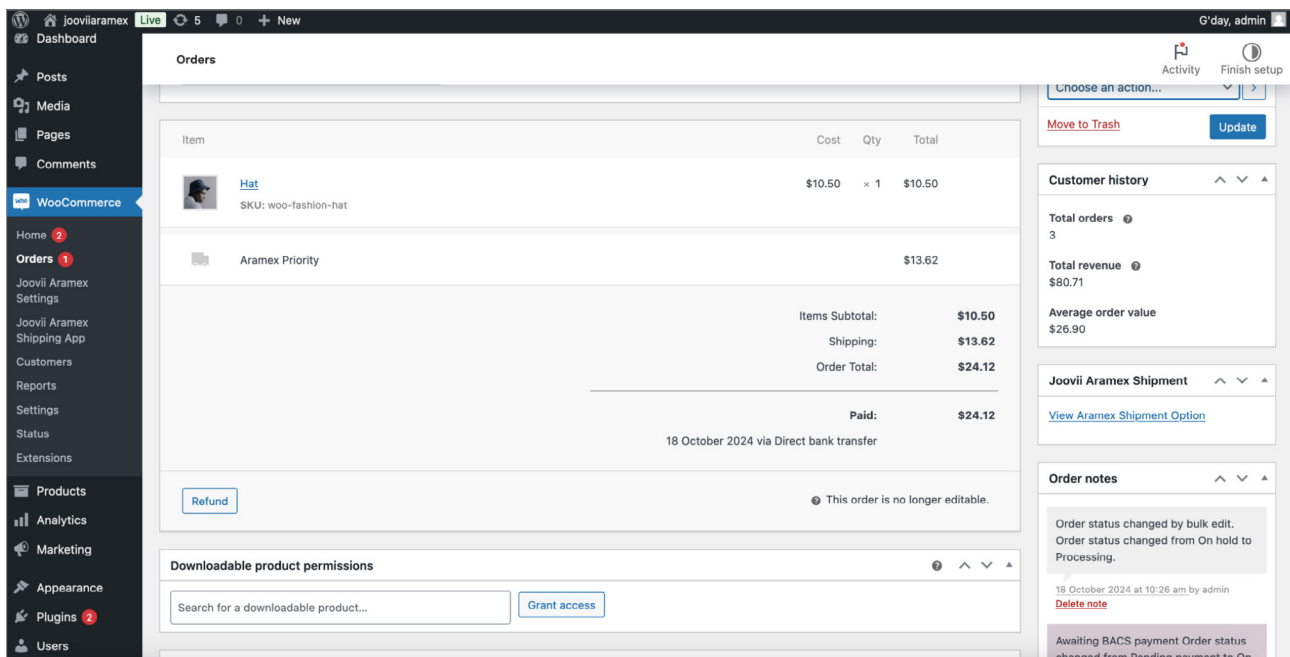 jooviiaramex Live 5 0 + New
G'day, admin
Dashboard
Posts
Media
Pages
Comments
WooCommerce
Home 2
Orders 1
Joovii Aramex
Settings
Joovii Aramex
Shipping App
Customers
Reports
Settings
Status
Extensions
Products
Analytics
Marketing
Appearance
Plugins 2
Users
Orders
Activity
Finish setup
Item Cost Qty Total
Hat $10.50 × 1 $10.50
SKU: woo-fashion-hat
Aramex Priority $13.62
Items Subtotal: $10.50
Shipping: $13.62
Order Total: $24.12
Paid: $24.12
18 October 2024 via Direct bank transfer
Refund
This order is no longer editable.
Downloadable product permissions
Search for a downloadable product... Grant access
Choose an action...
Move to Trash Update
Customer history
Total orders
3
Total revenue
$80.71
Average order value
$26.90
Joovii Aramex Shipment
View Aramex Shipment Option
Order notes
Order status changed by bulk edit.
Order status changed from On hold to
Processing.
18 October 2024 at 10:26 am by admin
Delete note
Awaiting BACS payment Order status
changed from Pending payment to On